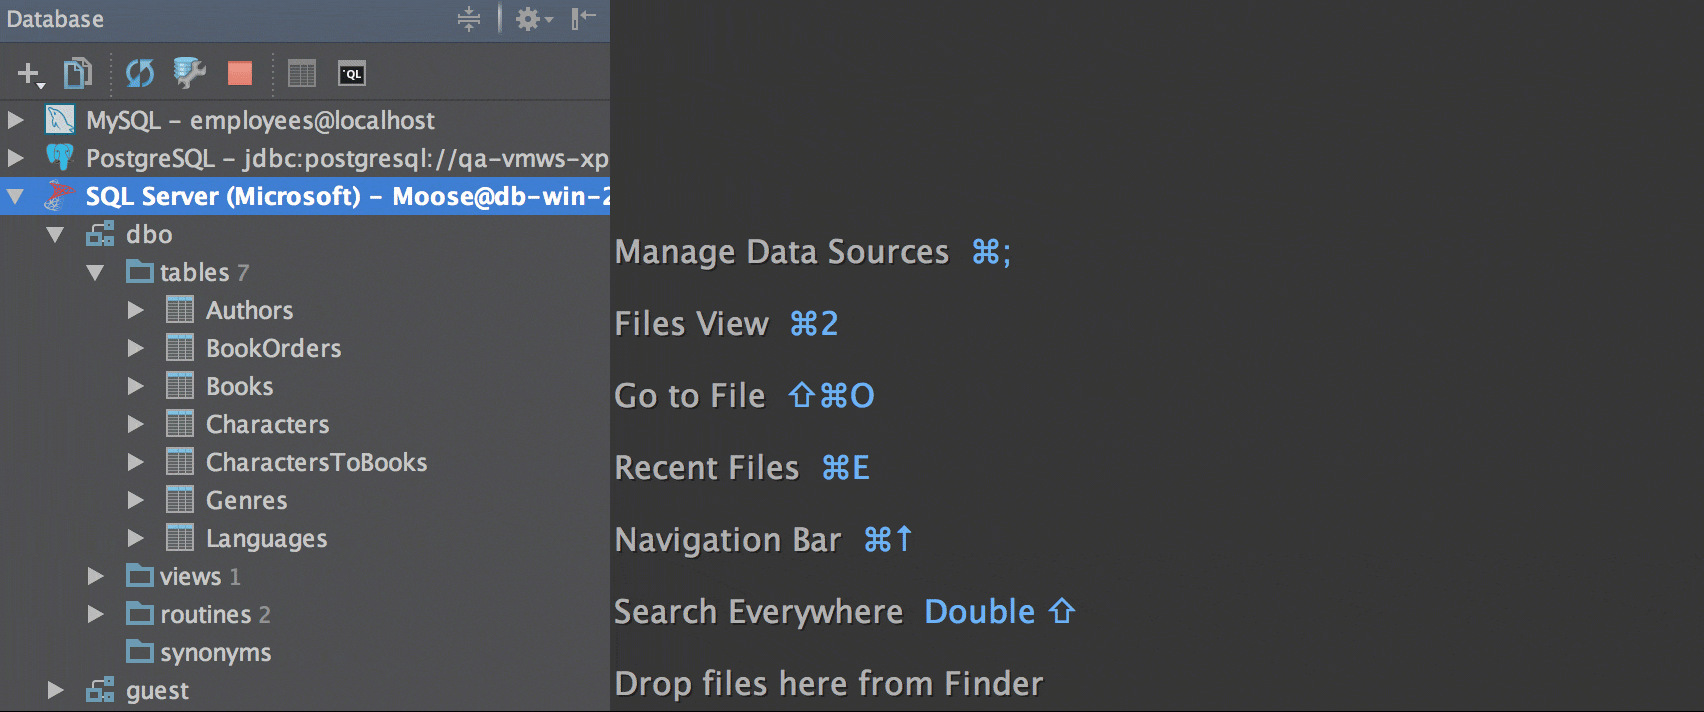 Database
QL
MySQL – employees@localhost
PostgreSQL – jdbc:postgresql://qa-vmws-xp
SQL Server (Microsoft) – Moose@db-win-2
dbo
tables 7
Authors
BookOrders
Books
Characters
CharactersToBooks
Genres
Languages
views 1
routines 2
synonyms
guest
Manage Data Sources ⌘;
Files View ⌘2
Go to File ⇧⌘O
Recent Files ⌘E
Navigation Bar ⌘↑
Search Everywhere Double ⇧
Drop files here from Finder